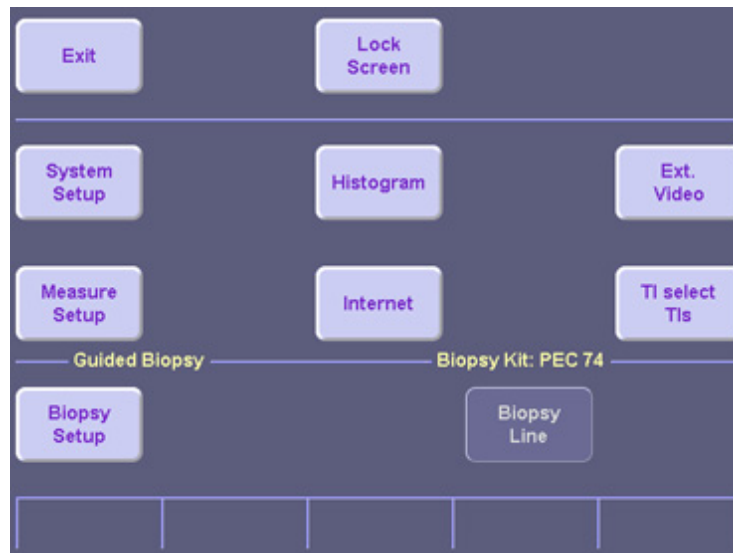 Exit
Lock
Screen
System
Setup
Histogram
Ext.
Video
Measure
Setup
Internet
TI select
TIs
Guided Biopsy
Biopsy Kit: PEC 74
Biopsy
Setup
Biopsy
Line